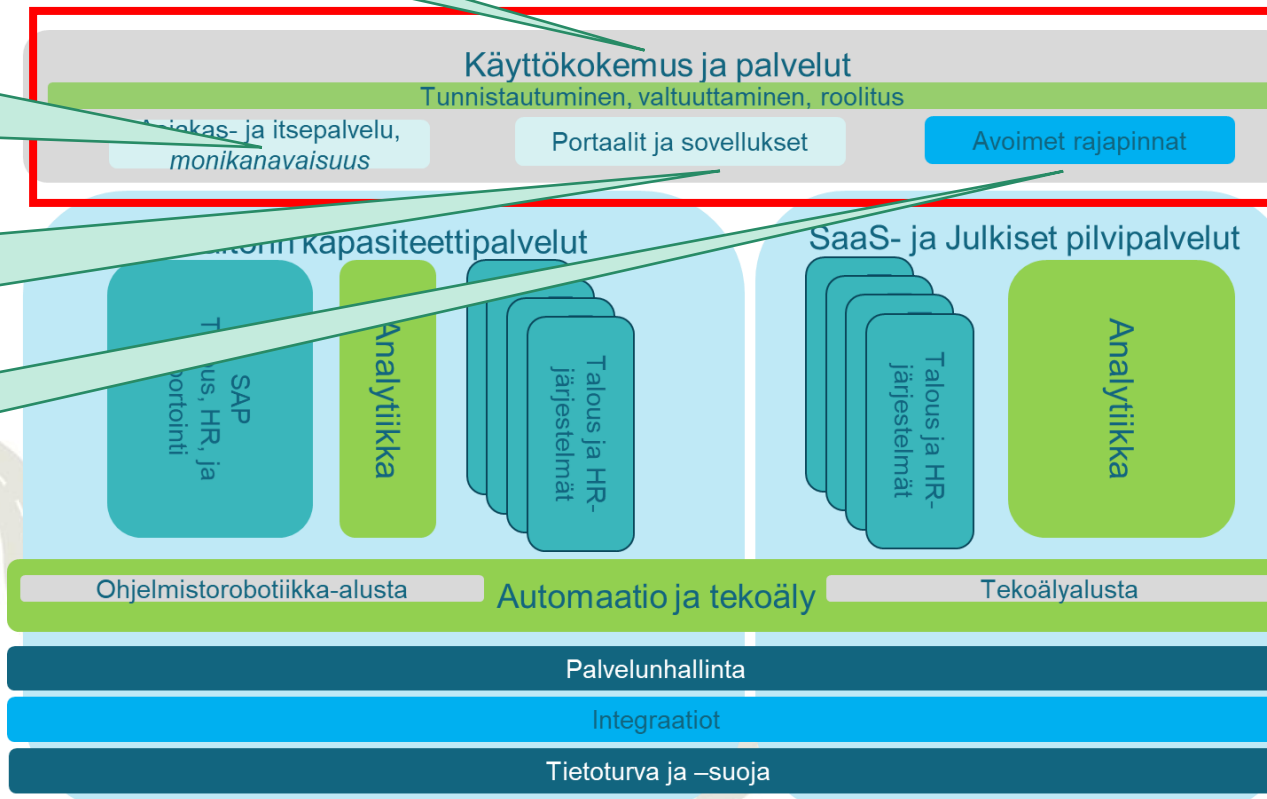 Käyttökokemus ja palvelut
Tunnistautuminen, valtuuttaminen, roolitus
ja itsepalvelu,
monikanavaisuus
Portaalit ja sovellukset
Avoimet rajapinnat
kapasiteettipalvelut
SaaS- ja Julkiset pilvipalvelut
SAP
HR, ja
Analytiikka
Talous ja HR-
järjestelmät
Talous ja HR-
järjestelmät
Analytiikka
Ohjelmistorobotiikka-alusta
Automaatio ja tekoäly
Tekoälyalusta
Palvelunhallinta
Integraatiot
Tietoturva ja –suoja